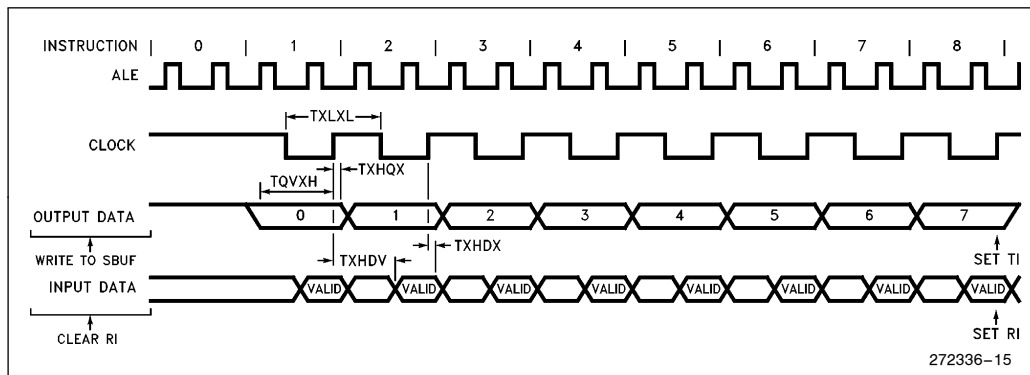 INSTRUCTION | 0 | 1 | 2 | 3 | 4 | 5 | 6 | 7 | 8 |
ALE
TXLXL
CLOCK
TXHQX
TQVXH
OUTPUT DATA 0 1 2 3 4 5 6 7
TXHDX
WRITE TO SBUF TXHDV SET TI
INPUT DATA VALID VALID VALID VALID VALID VALID VALID VALID
CLEAR RI SET RI
272336–15